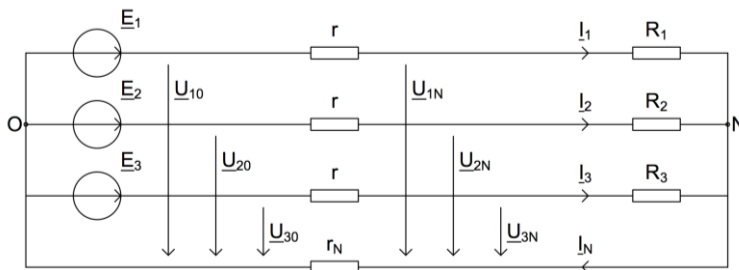 E₁ r I₁ R₁
U₁₀ U₁N
E₂ r I₂ R₂
O N
U₂₀ U₂N
E₃ r I₃ R₃
U₃₀ U₃N
rN IN